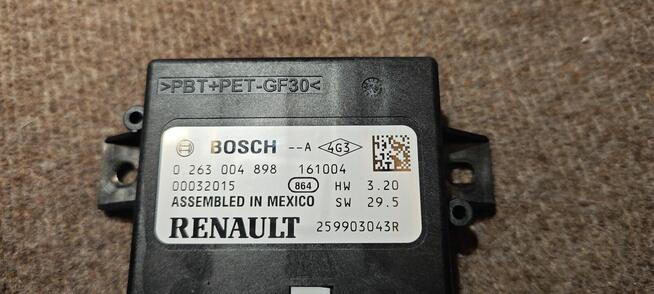 >PBT+PET-GF30<
BOSCH --A 4G3
0 263 004 898 161004
00032015 864 HW 3.20
ASSEMBLED IN MEXICO SW 29.5
RENAULT 259903043R